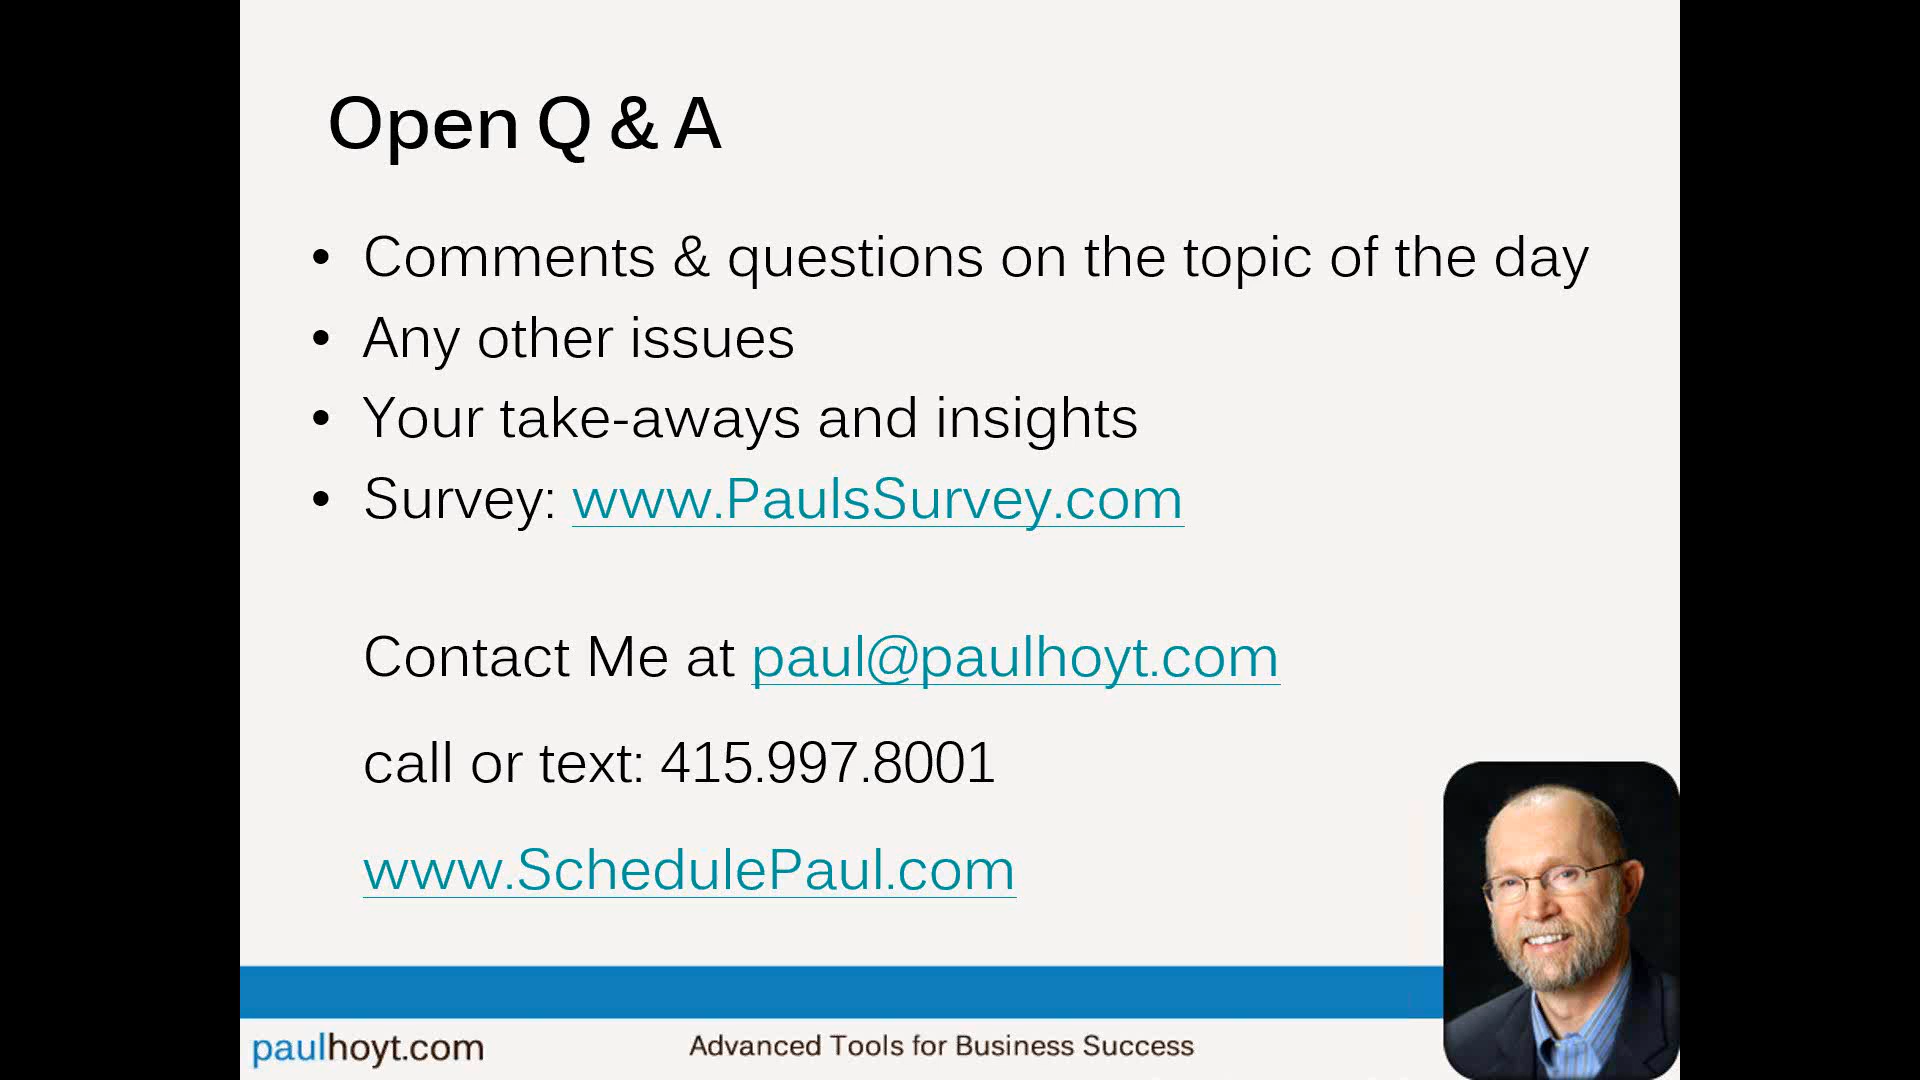 Open Q & A
• Comments & questions on the topic of the day
• Any other issues
• Your take-aways and insights
• Survey: www.PaulsSurvey.com
Contact Me at paul@paulhoyt.com
call or text: 415.997.8001
www.SchedulePaul.com
paulhoyt.com
Advanced Tools for Business Success